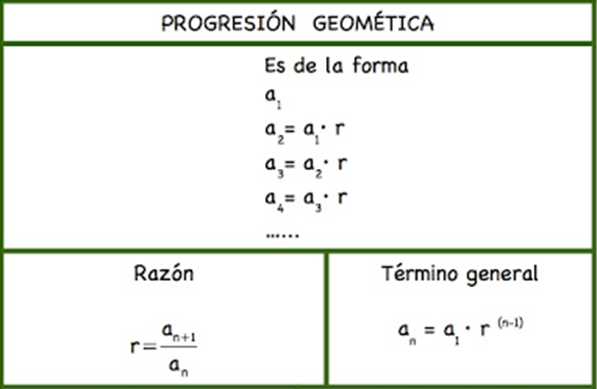 PROGRESIÓN GEOMÉTICA
Es de la forma
a₁
a₂= a₁· r
a₃= a₂· r
a₄= a₃· r
......
Razón
r = aₙ₊₁ / aₙ
Término general
aₙ = a₁ · r ⁽ⁿ⁻¹⁾